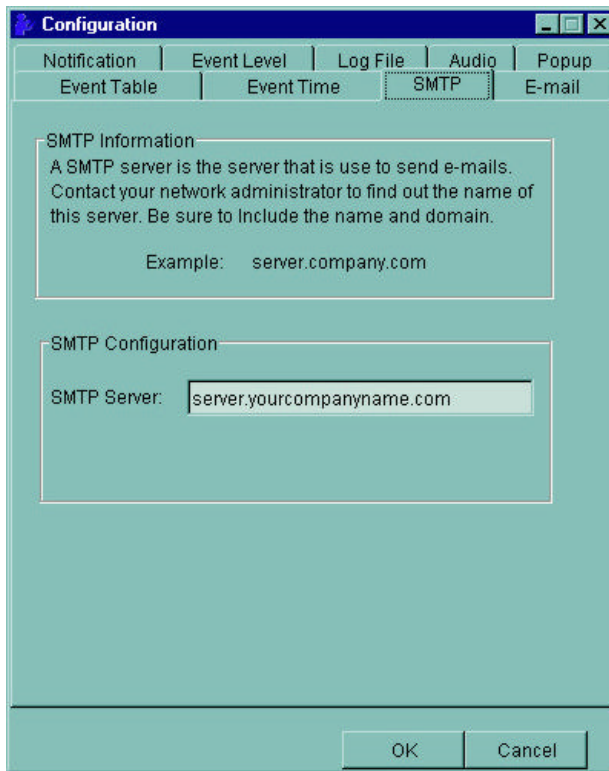 Configuration
Notification Event Level Log File Audio Popup
Event Table Event Time SMTP E-mail
SMTP Information
A SMTP server is the server that is use to send e-mails.
Contact your network administrator to find out the name of
this server. Be sure to Include the name and domain.
Example: server.company.com
SMTP Configuration
SMTP Server: server.yourcompanyname.com
OK Cancel